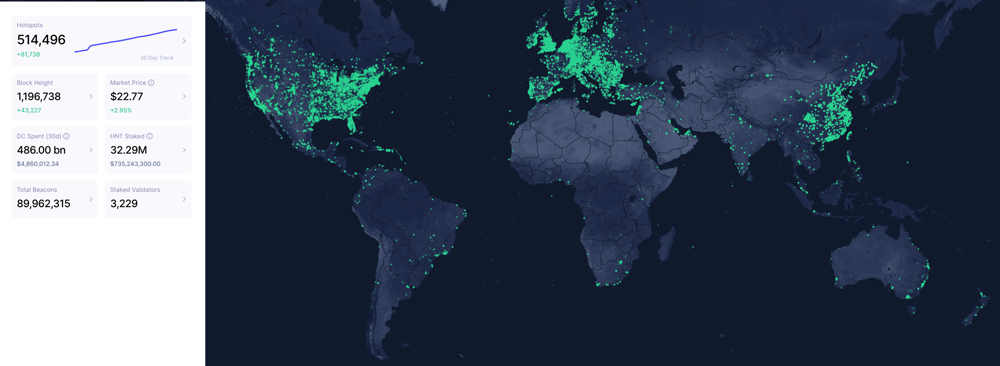 Hotspots
514,496
+81,738
30 Day Trend
Block Height
1,196,738
+43,227
Market Price
$22.77
+2.95%
DC Spent (30d)
486.00 bn
$4,860,012.34
HNT Staked
32.29M
$735,243,300.00
Total Beacons
89,962,315
Staked Validators
3,229